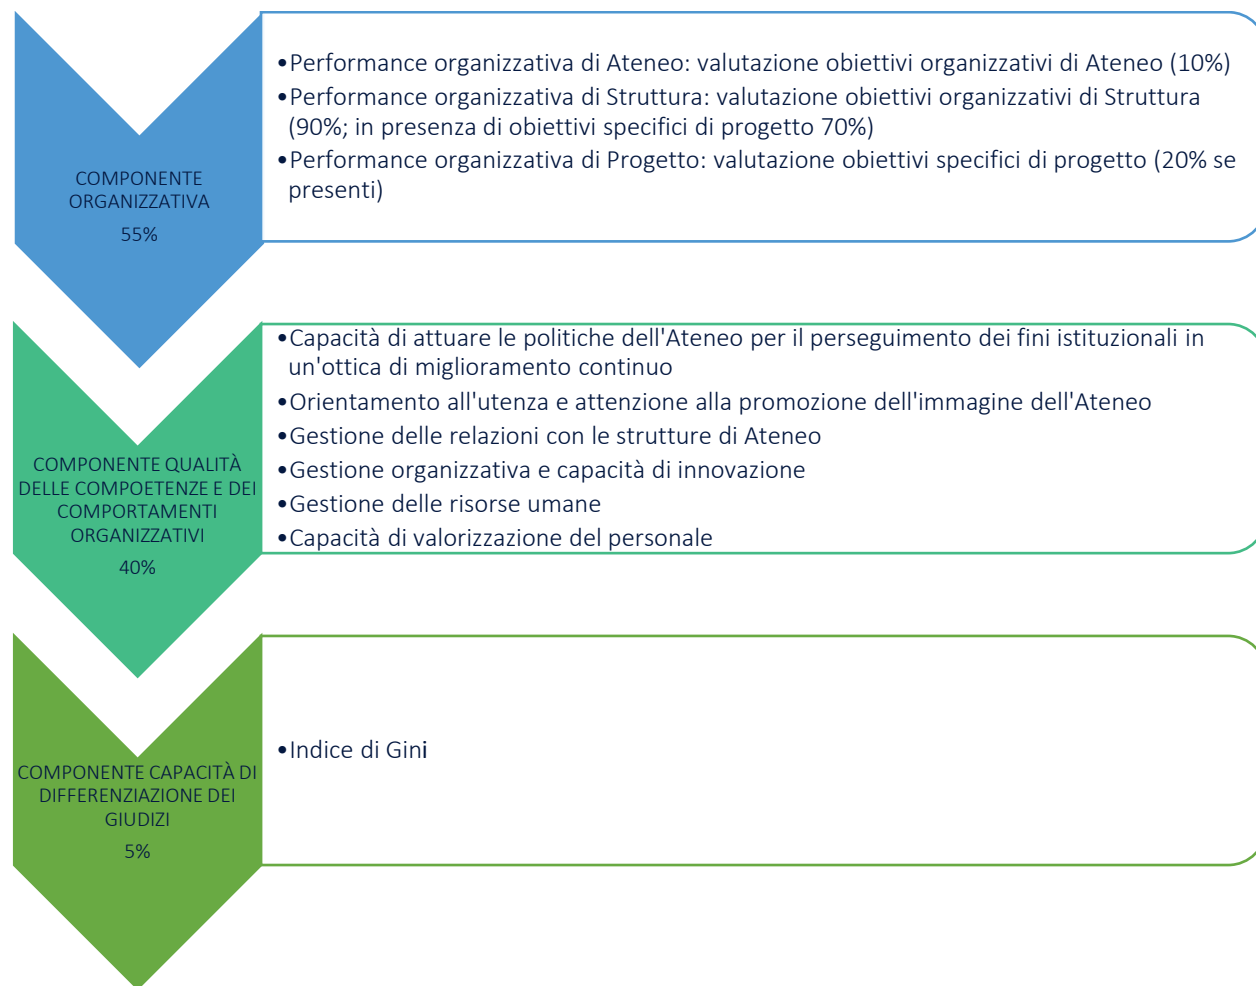 COMPONENTE
ORGANIZZATIVA
55%
•Performance organizzativa di Ateneo: valutazione obiettivi organizzativi di Ateneo (10%)
•Performance organizzativa di Struttura: valutazione obiettivi organizzativi di Struttura
(90%; in presenza di obiettivi specifici di progetto 70%)
•Performance organizzativa di Progetto: valutazione obiettivi specifici di progetto (20% se
presenti)
COMPONENTE QUALITÀ
DELLE COMPOETENZE E DEI
COMPORTAMENTI
ORGANIZZATIVI
40%
•Capacità di attuare le politiche dell'Ateneo per il perseguimento dei fini istituzionali in
un'ottica di miglioramento continuo
•Orientamento all'utenza e attenzione alla promozione dell'immagine dell'Ateneo
•Gestione delle relazioni con le strutture di Ateneo
•Gestione organizzativa e capacità di innovazione
•Gestione delle risorse umane
•Capacità di valorizzazione del personale
COMPONENTE CAPACITÀ DI
DIFFERENZIAZIONE DEI
GIUDIZI
5%
•Indice di Gini